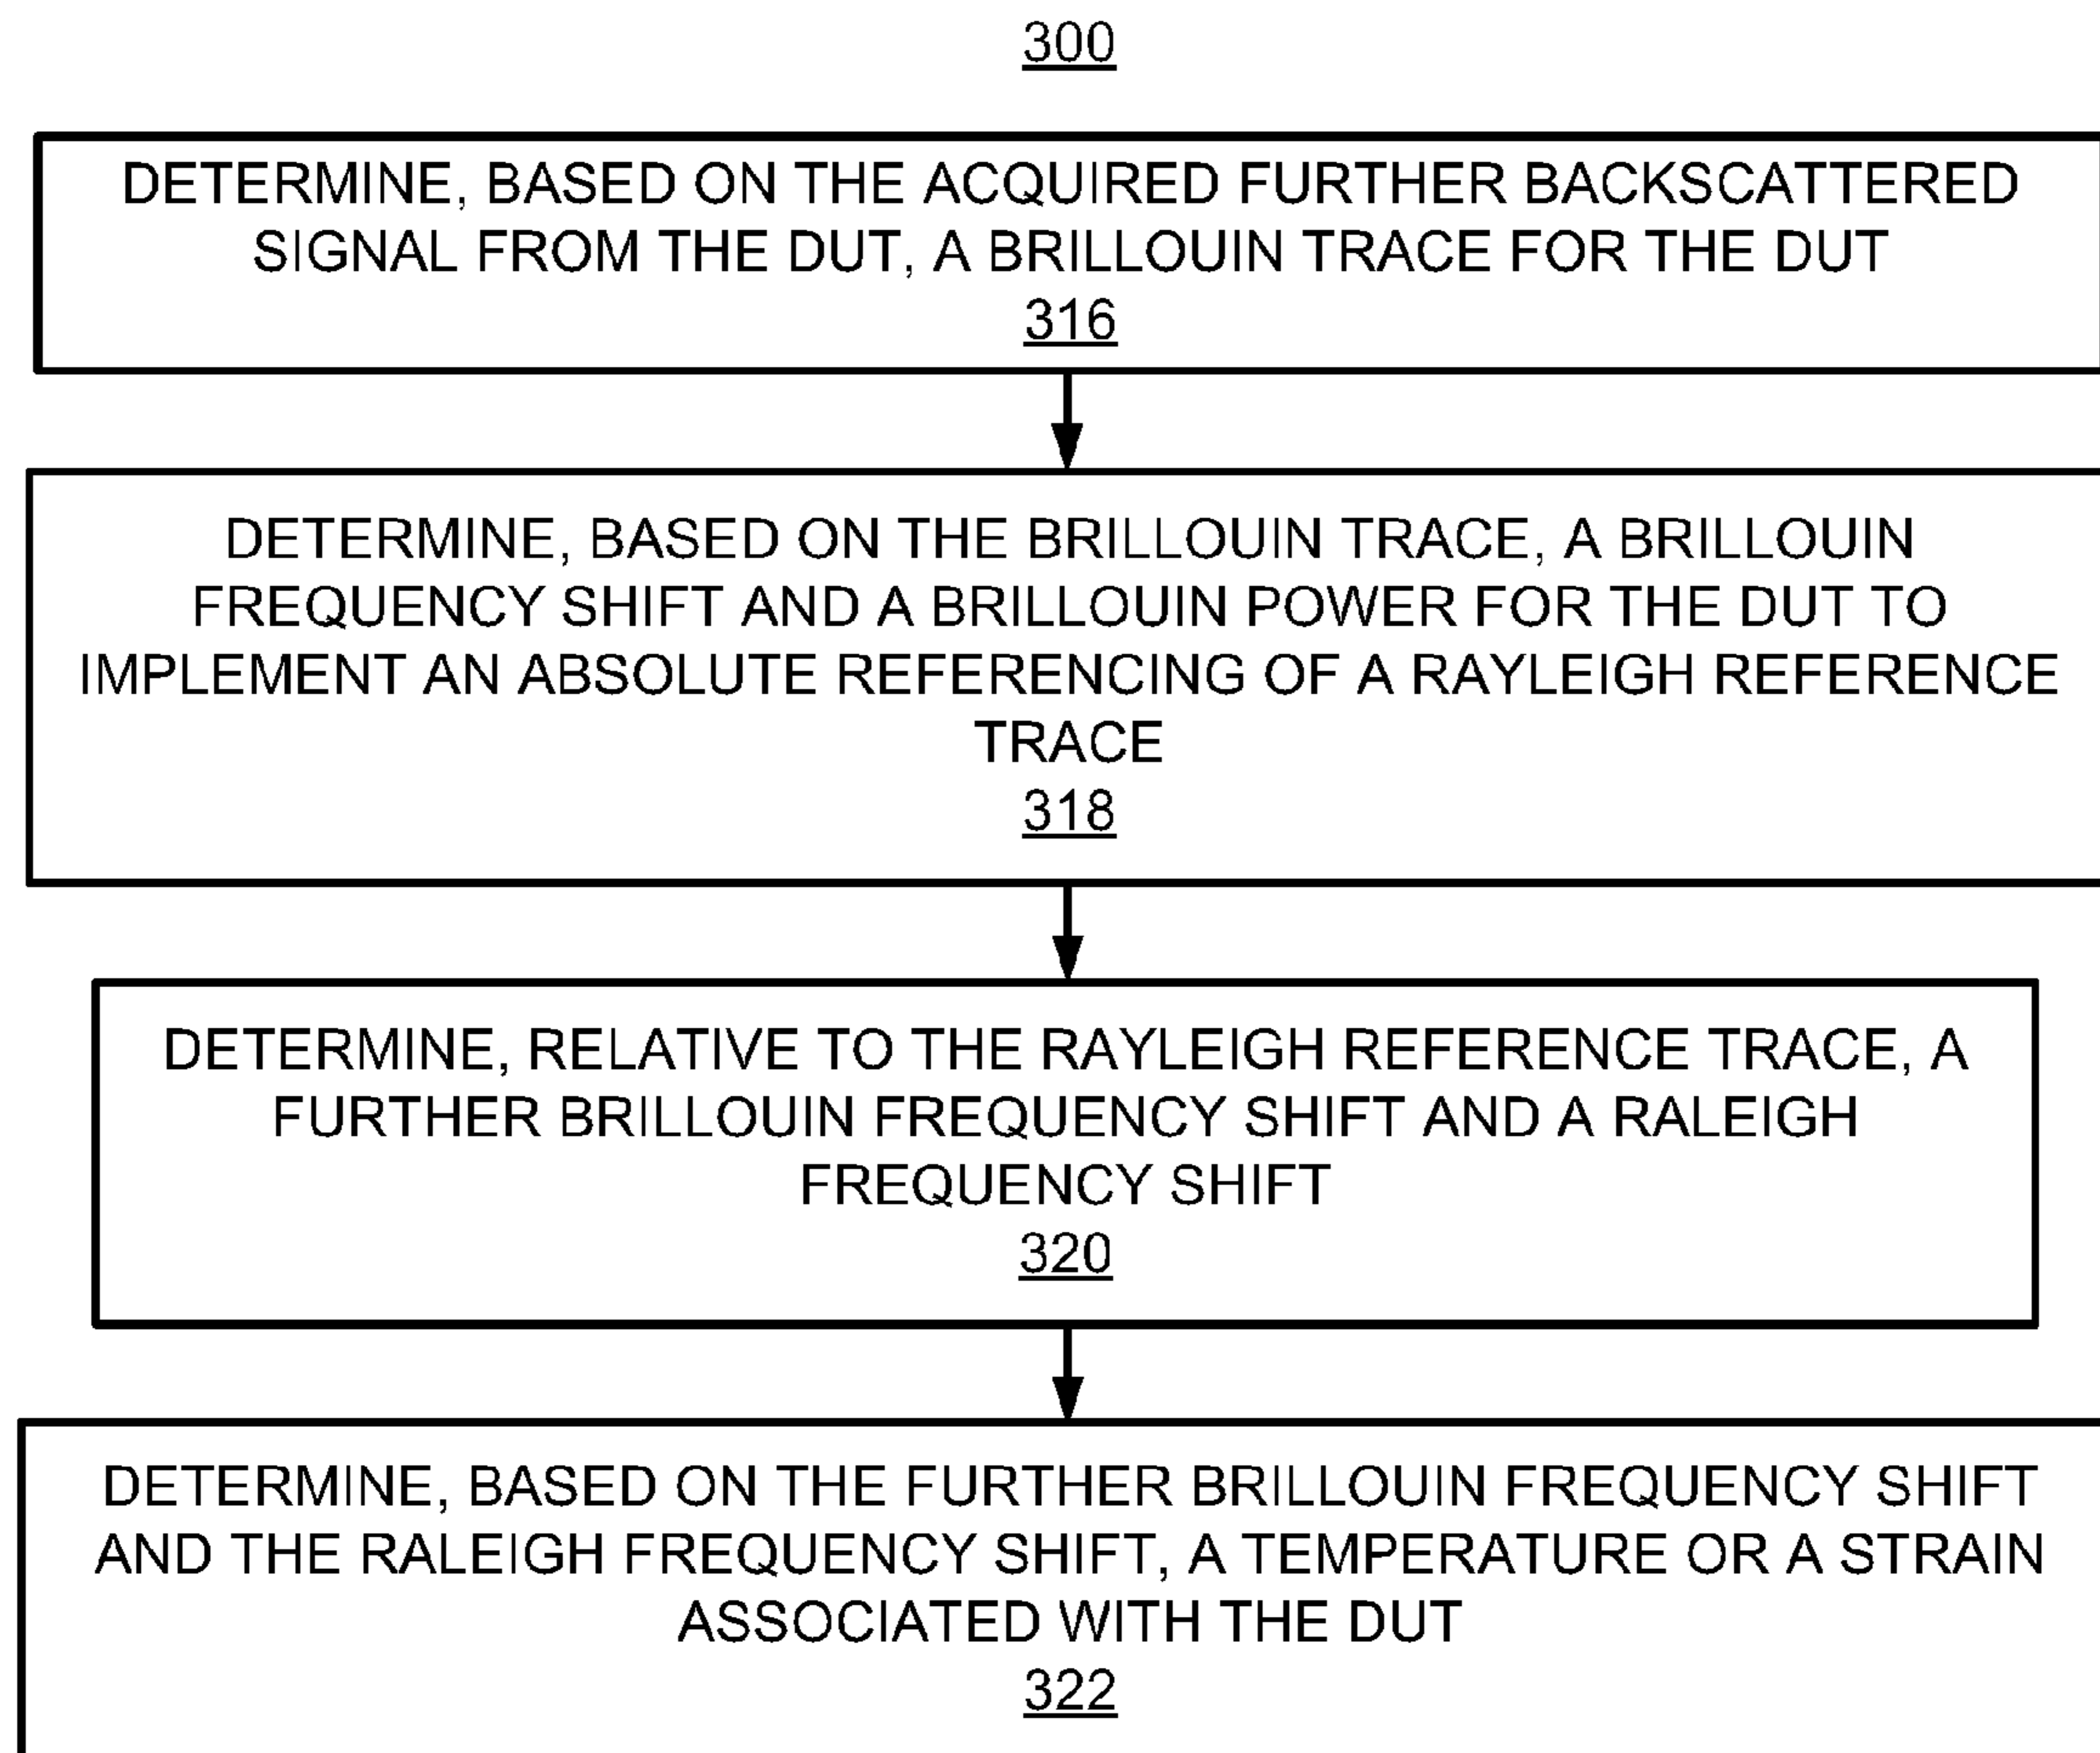 300
DETERMINE, BASED ON THE ACQUIRED FURTHER BACKSCATTERED
SIGNAL FROM THE DUT, A BRILLOUIN TRACE FOR THE DUT
316
DETERMINE, BASED ON THE BRILLOUIN TRACE, A BRILLOUIN
FREQUENCY SHIFT AND A BRILLOUIN POWER FOR THE DUT TO
IMPLEMENT AN ABSOLUTE REFERENCING OF A RAYLEIGH REFERENCE
TRACE
318
DETERMINE, RELATIVE TO THE RAYLEIGH REFERENCE TRACE, A
FURTHER BRILLOUIN FREQUENCY SHIFT AND A RALEIGH
FREQUENCY SHIFT
320
DETERMINE, BASED ON THE FURTHER BRILLOUIN FREQUENCY SHIFT
AND THE RALEIGH FREQUENCY SHIFT, A TEMPERATURE OR A STRAIN
ASSOCIATED WITH THE DUT
322